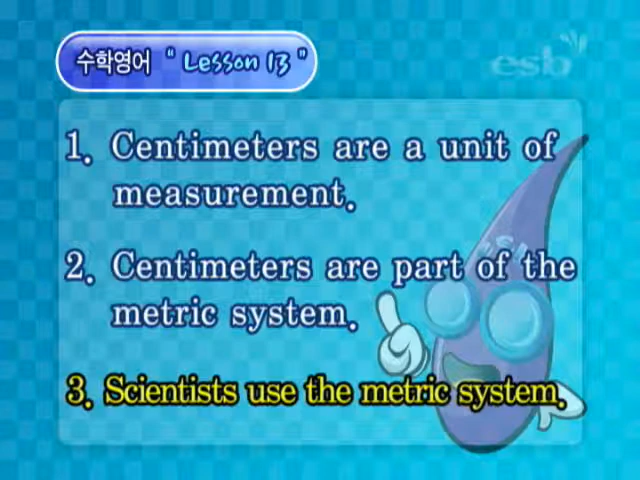 수학영어 “ Lesson 13 ”
esb
1. Centimeters are a unit of
measurement.
2. Centimeters are part of the
metric system.
3. Scientists use the metric system.